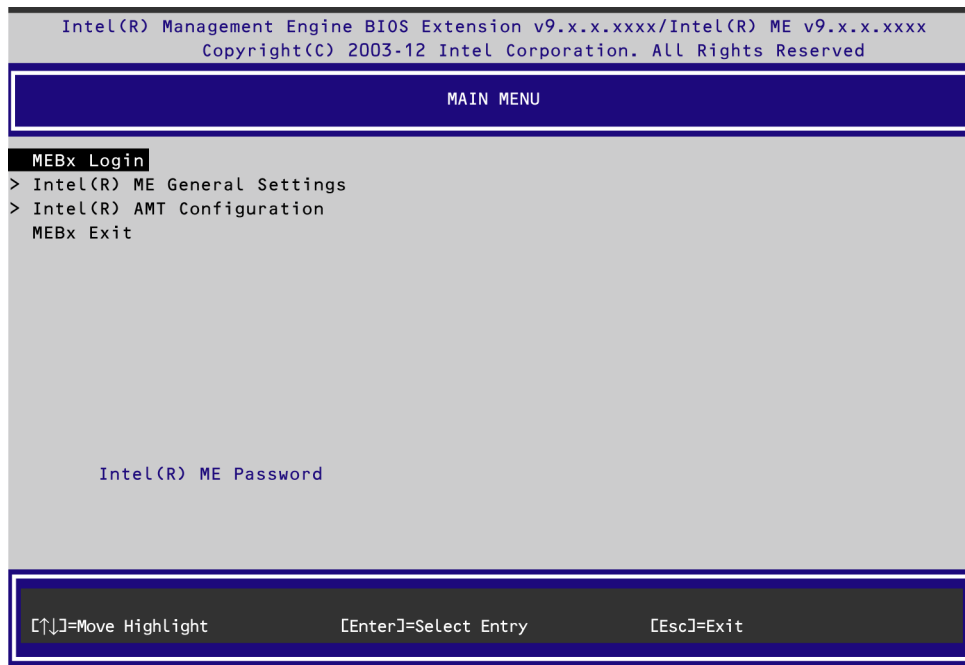 Intel(R) Management Engine BIOS Extension v9.x.x.xxxx/Intel(R) ME v9.x.x.xxxx
Copyright(C) 2003-12 Intel Corporation. All Rights Reserved
MAIN MENU
MEBx Login
> Intel(R) ME General Settings
> Intel(R) AMT Configuration
MEBx Exit
Intel(R) ME Password
[↑↓]=Move Highlight [Enter]=Select Entry [Esc]=Exit